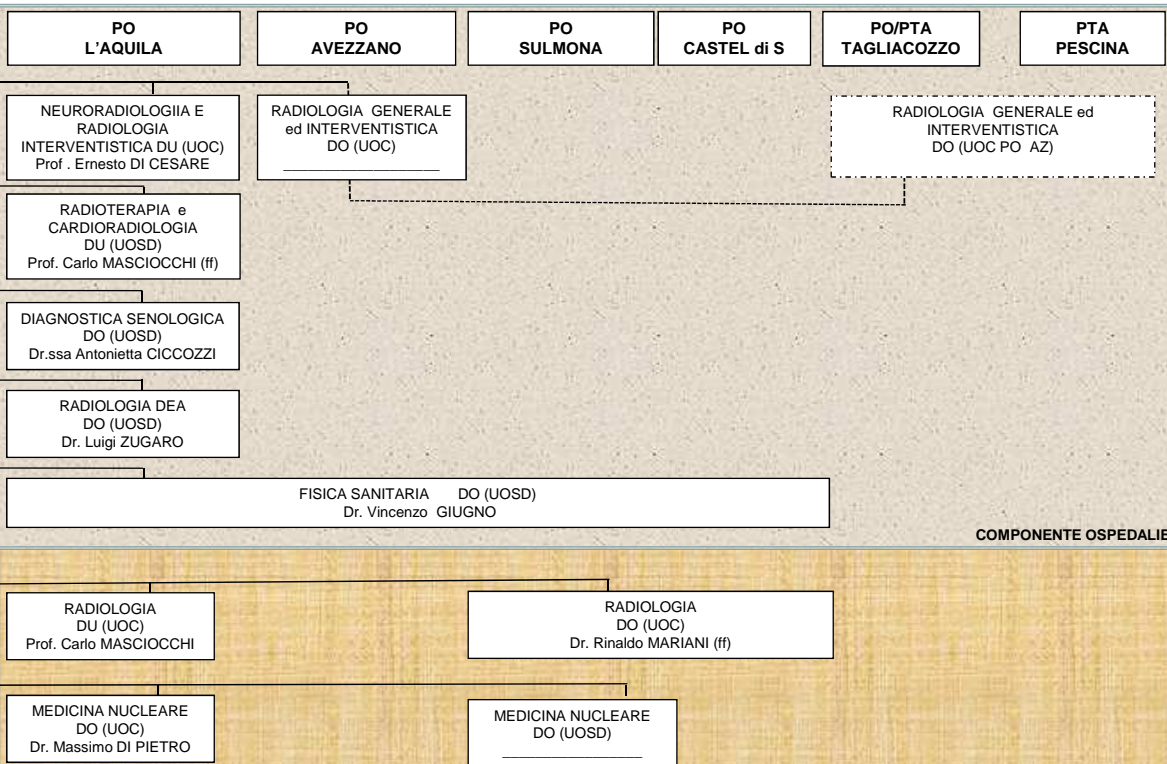 PO
L'AQUILA
PO
AVEZZANO
PO
SULMONA
PO
CASTEL di S
PO/PTA
TAGLIACOZZO
PTA
PESCINA
NEURORADIOLOGIIA E
RADIOLOGIA
INTERVENTISTICA DU (UOC)
Prof . Ernesto DI CESARE
RADIOLOGIA GENERALE
ed INTERVENTISTICA
DO (UOC)
RADIOLOGIA GENERALE ed
INTERVENTISTICA
DO (UOC PO AZ)
RADIOTERAPIA e
CARDIORADIOLOGIA
DU (UOSD)
Prof. Carlo MASCIOCCHI (ff)
DIAGNOSTICA SENOLOGICA
DO (UOSD)
Dr.ssa Antonietta CICCOZZI
RADIOLOGIA DEA
DO (UOSD)
Dr. Luigi ZUGARO
FISICA SANITARIA DO (UOSD)
Dr. Vincenzo GIUGNO
COMPONENTE OSPEDALIE
RADIOLOGIA
DU (UOC)
Prof. Carlo MASCIOCCHI
RADIOLOGIA
DO (UOC)
Dr. Rinaldo MARIANI (ff)
MEDICINA NUCLEARE
DO (UOC)
Dr. Massimo DI PIETRO
MEDICINA NUCLEARE
DO (UOSD)